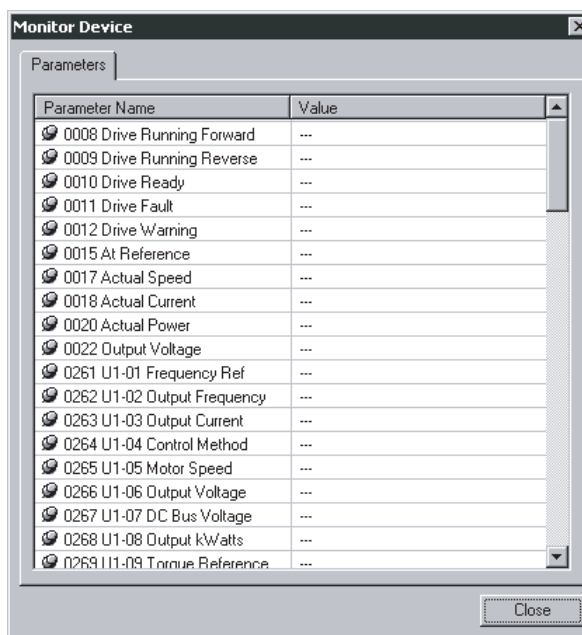 Monitor Device
Parameters
Parameter Name Value
0008 Drive Running Forward ---
0009 Drive Running Reverse ---
0010 Drive Ready ---
0011 Drive Fault ---
0012 Drive Warning ---
0015 At Reference ---
0017 Actual Speed ---
0018 Actual Current ---
0020 Actual Power ---
0022 Output Voltage ---
0261 U1-01 Frequency Ref ---
0262 U1-02 Output Frequency ---
0263 U1-03 Output Current ---
0264 U1-04 Control Method ---
0265 U1-05 Motor Speed ---
0266 U1-06 Output Voltage ---
0267 U1-07 DC Bus Voltage ---
0268 U1-08 Output kWatts ---
0269 U1-09 Torque Reference ---
Close